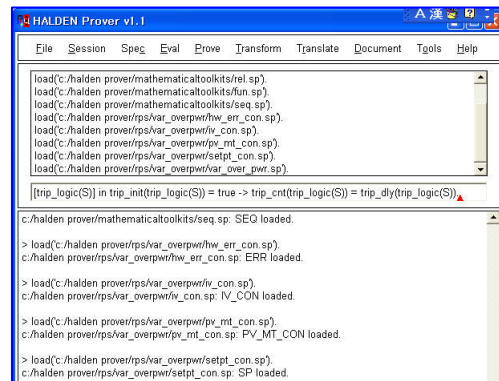 HALDEN Prover v1.1
A 漢
File Session Spec Eval Prove Transform Translate Document Tools Help
load('c:/halden prover/mathematicaltoolkits/rel.sp').
load('c:/halden prover/mathematicaltoolkits/fun.sp').
load('c:/halden prover/mathematicaltoolkits/seq.sp').
load('c:/halden prover/rps/var_overpwr/hw_err_con.sp').
load('c:/halden prover/rps/var_overpwr/iv_con.sp').
load('c:/halden prover/rps/var_overpwr/pv_mt_con.sp').
load('c:/halden prover/rps/var_overpwr/setpt_con.sp').
load('c:/halden prover/rps/var_overpwr/var_over_pwr.sp').
[trip_logic(S)] in trip_init(trip_logic(S)) = true -> trip_cnt(trip_logic(S)) = trip_dly(trip_logic(S)).
c:/halden prover/mathematicaltoolkits/seq.sp: SEQ loaded.
> load('c:/halden prover/rps/var_overpwr/hw_err_con.sp').
c:/halden prover/rps/var_overpwr/hw_err_con.sp: ERR loaded.
> load('c:/halden prover/rps/var_overpwr/iv_con.sp').
c:/halden prover/rps/var_overpwr/iv_con.sp: IV_CON loaded.
> load('c:/halden prover/rps/var_overpwr/pv_mt_con.sp').
c:/halden prover/rps/var_overpwr/pv_mt_con.sp: PV_MT_CON loaded.
> load('c:/halden prover/rps/var_overpwr/setpt_con.sp').
c:/halden prover/rps/var_overpwr/setpt_con.sp: SP loaded.